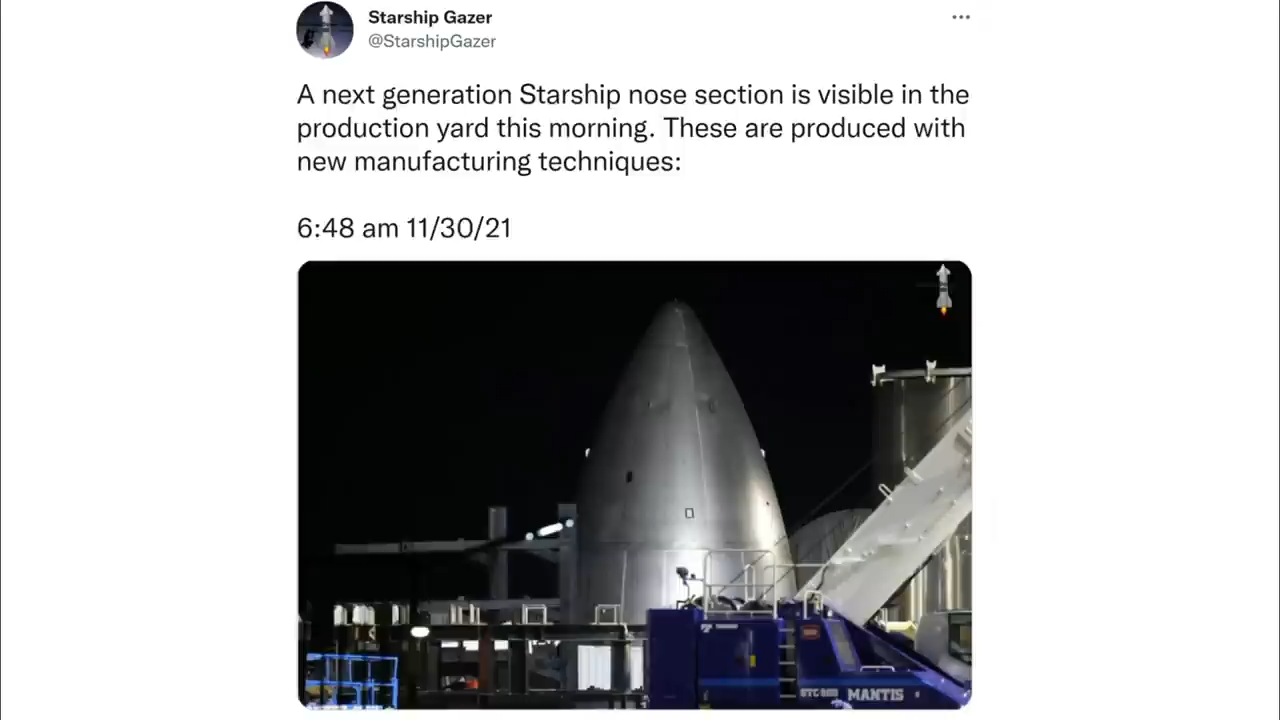 Starship Gazer
@StarshipGazer
A next generation Starship nose section is visible in the
production yard this morning. These are produced with
new manufacturing techniques:
6:48 am 11/30/21
MANTIS